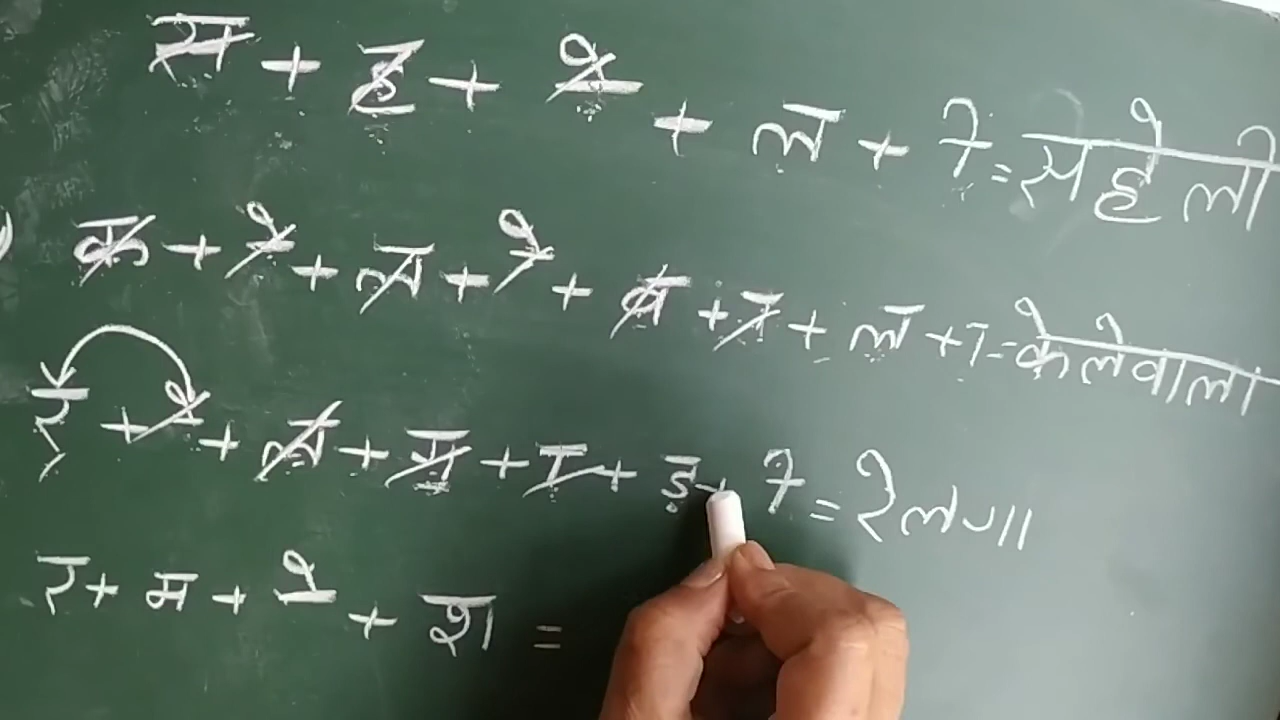 स + ह + े + ल + ी = सहेली
) क + े + ल + े + व + ा + ल + ा = केलेवाला
र + े + ल + ग + ा + ड़ + ी = रेलगा
र + म + े + श =